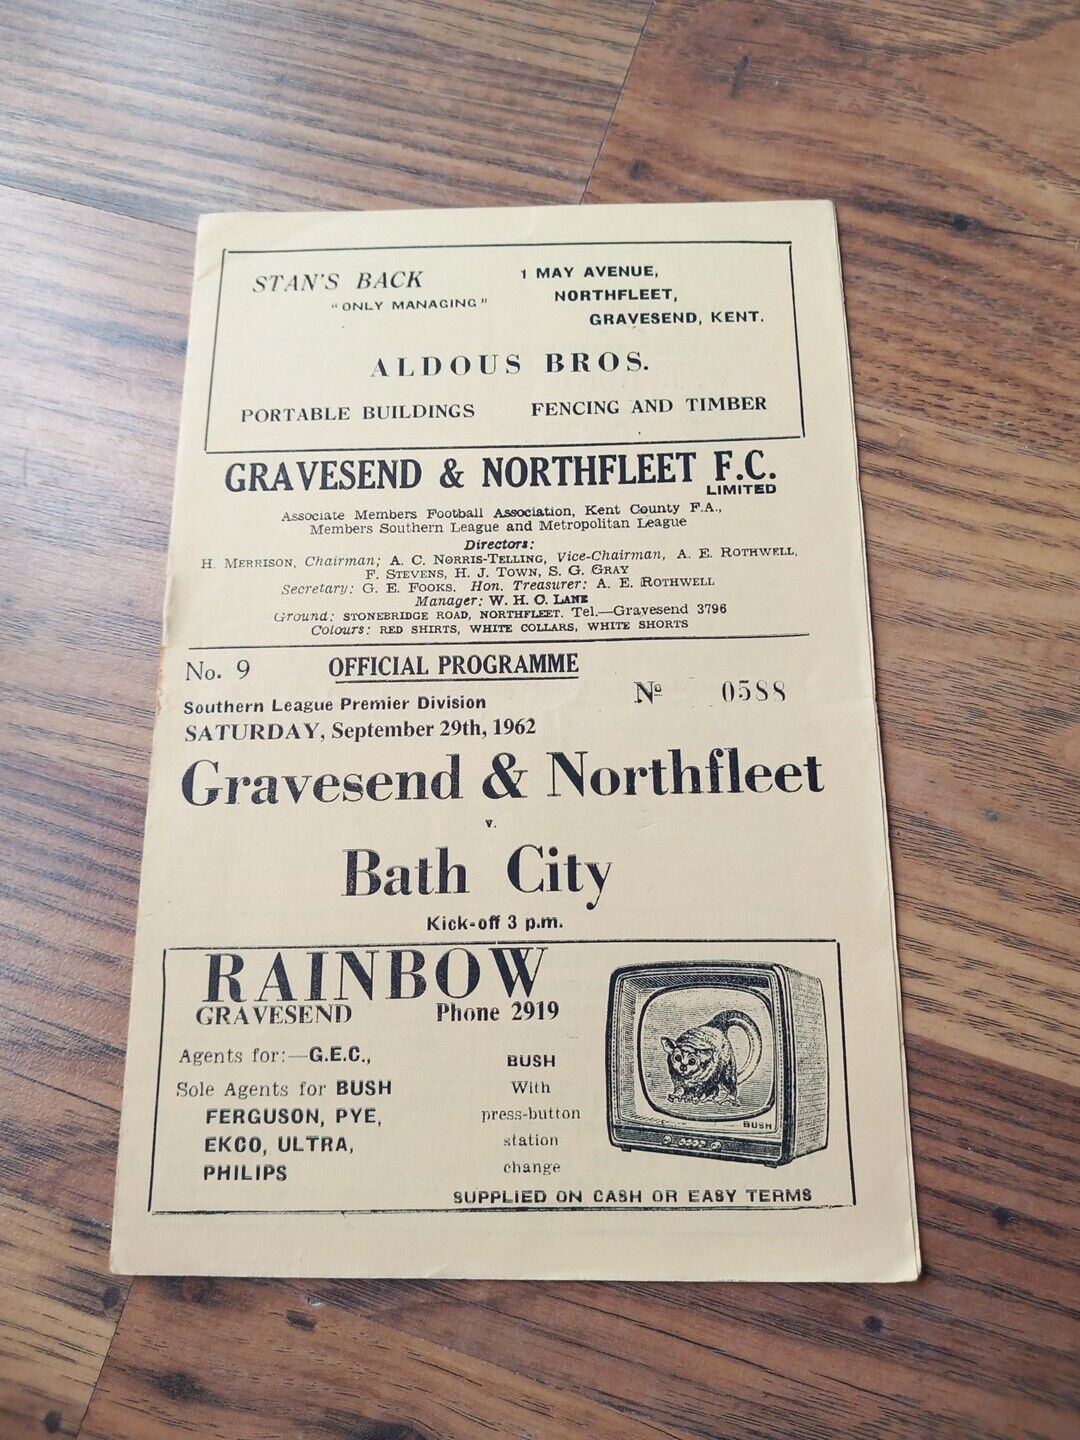 STAN'S BACK
"ONLY MANAGING"
1 MAY AVENUE,
NORTHFLEET,
GRAVESEND, KENT.
ALDOUS BROS.
PORTABLE BUILDINGS FENCING AND TIMBER
GRAVESEND & NORTHFLEET F.C.
LIMITED
Associate Members Football Association, Kent County F.A.,
Members Southern League and Metropolitan League
Directors:
H. MERRISON, Chairman; A. C. NORRIS-TELLING, Vice-Chairman, A. E. ROTHWELL,
F. STEVENS, H. J. TOWN, S. G. GRAY
Secretary: G. E. FOOKS. Hon. Treasurer: A. E. ROTHWELL
Manager: W. H. O. LANE
Ground: STONEBRIDGE ROAD, NORTHFLEET. Tel.—Gravesend 3796
Colours: RED SHIRTS, WHITE COLLARS, WHITE SHORTS
No. 9 OFFICIAL PROGRAMME
Southern League Premier Division
Nº 0588
SATURDAY, September 29th, 1962
Gravesend & Northfleet
v.
Bath City
Kick-off 3 p.m.
RAINBOW
GRAVESEND Phone 2919
Agents for:—G.E.C.,
Sole Agents for BUSH
FERGUSON, PYE,
EKCO, ULTRA,
PHILIPS
BUSH
With
press-button
station
change
BUSH
SUPPLIED ON CASH OR EASY TERMS